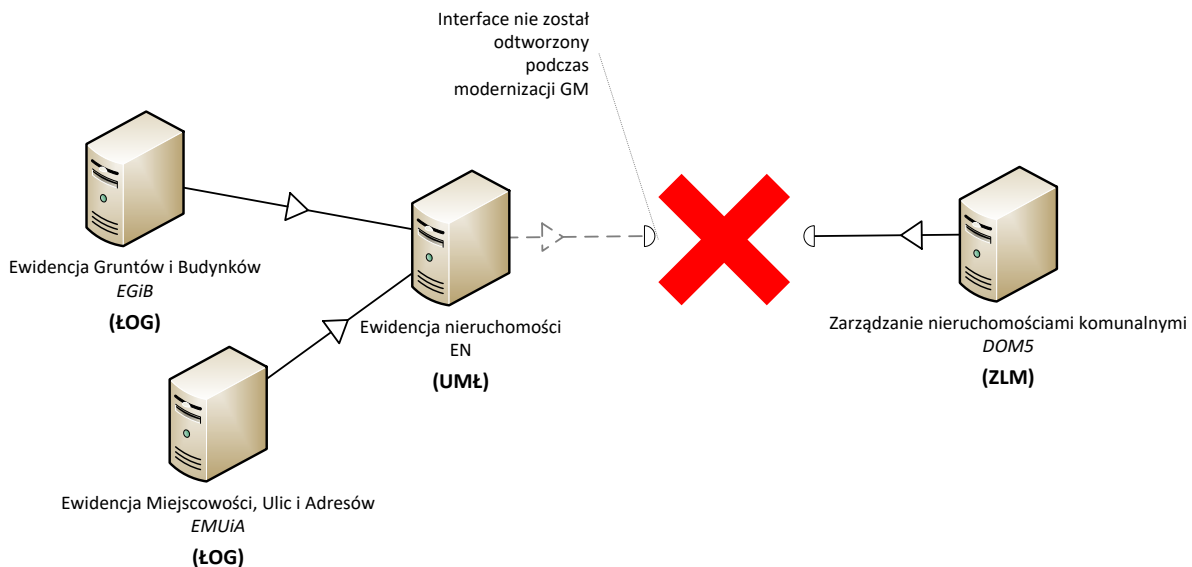 Interface nie został
odtworzony
podczas
modernizacji GM
Ewidencja Gruntów i Budynków
EGiB
(ŁOG)
Ewidencja nieruchomości
EN
(UMŁ)
Zarządzanie nieruchomościami komunalnymi
DOM5
(ZLM)
Ewidencja Miejscowości, Ulic i Adresów
EMUiA
(ŁOG)